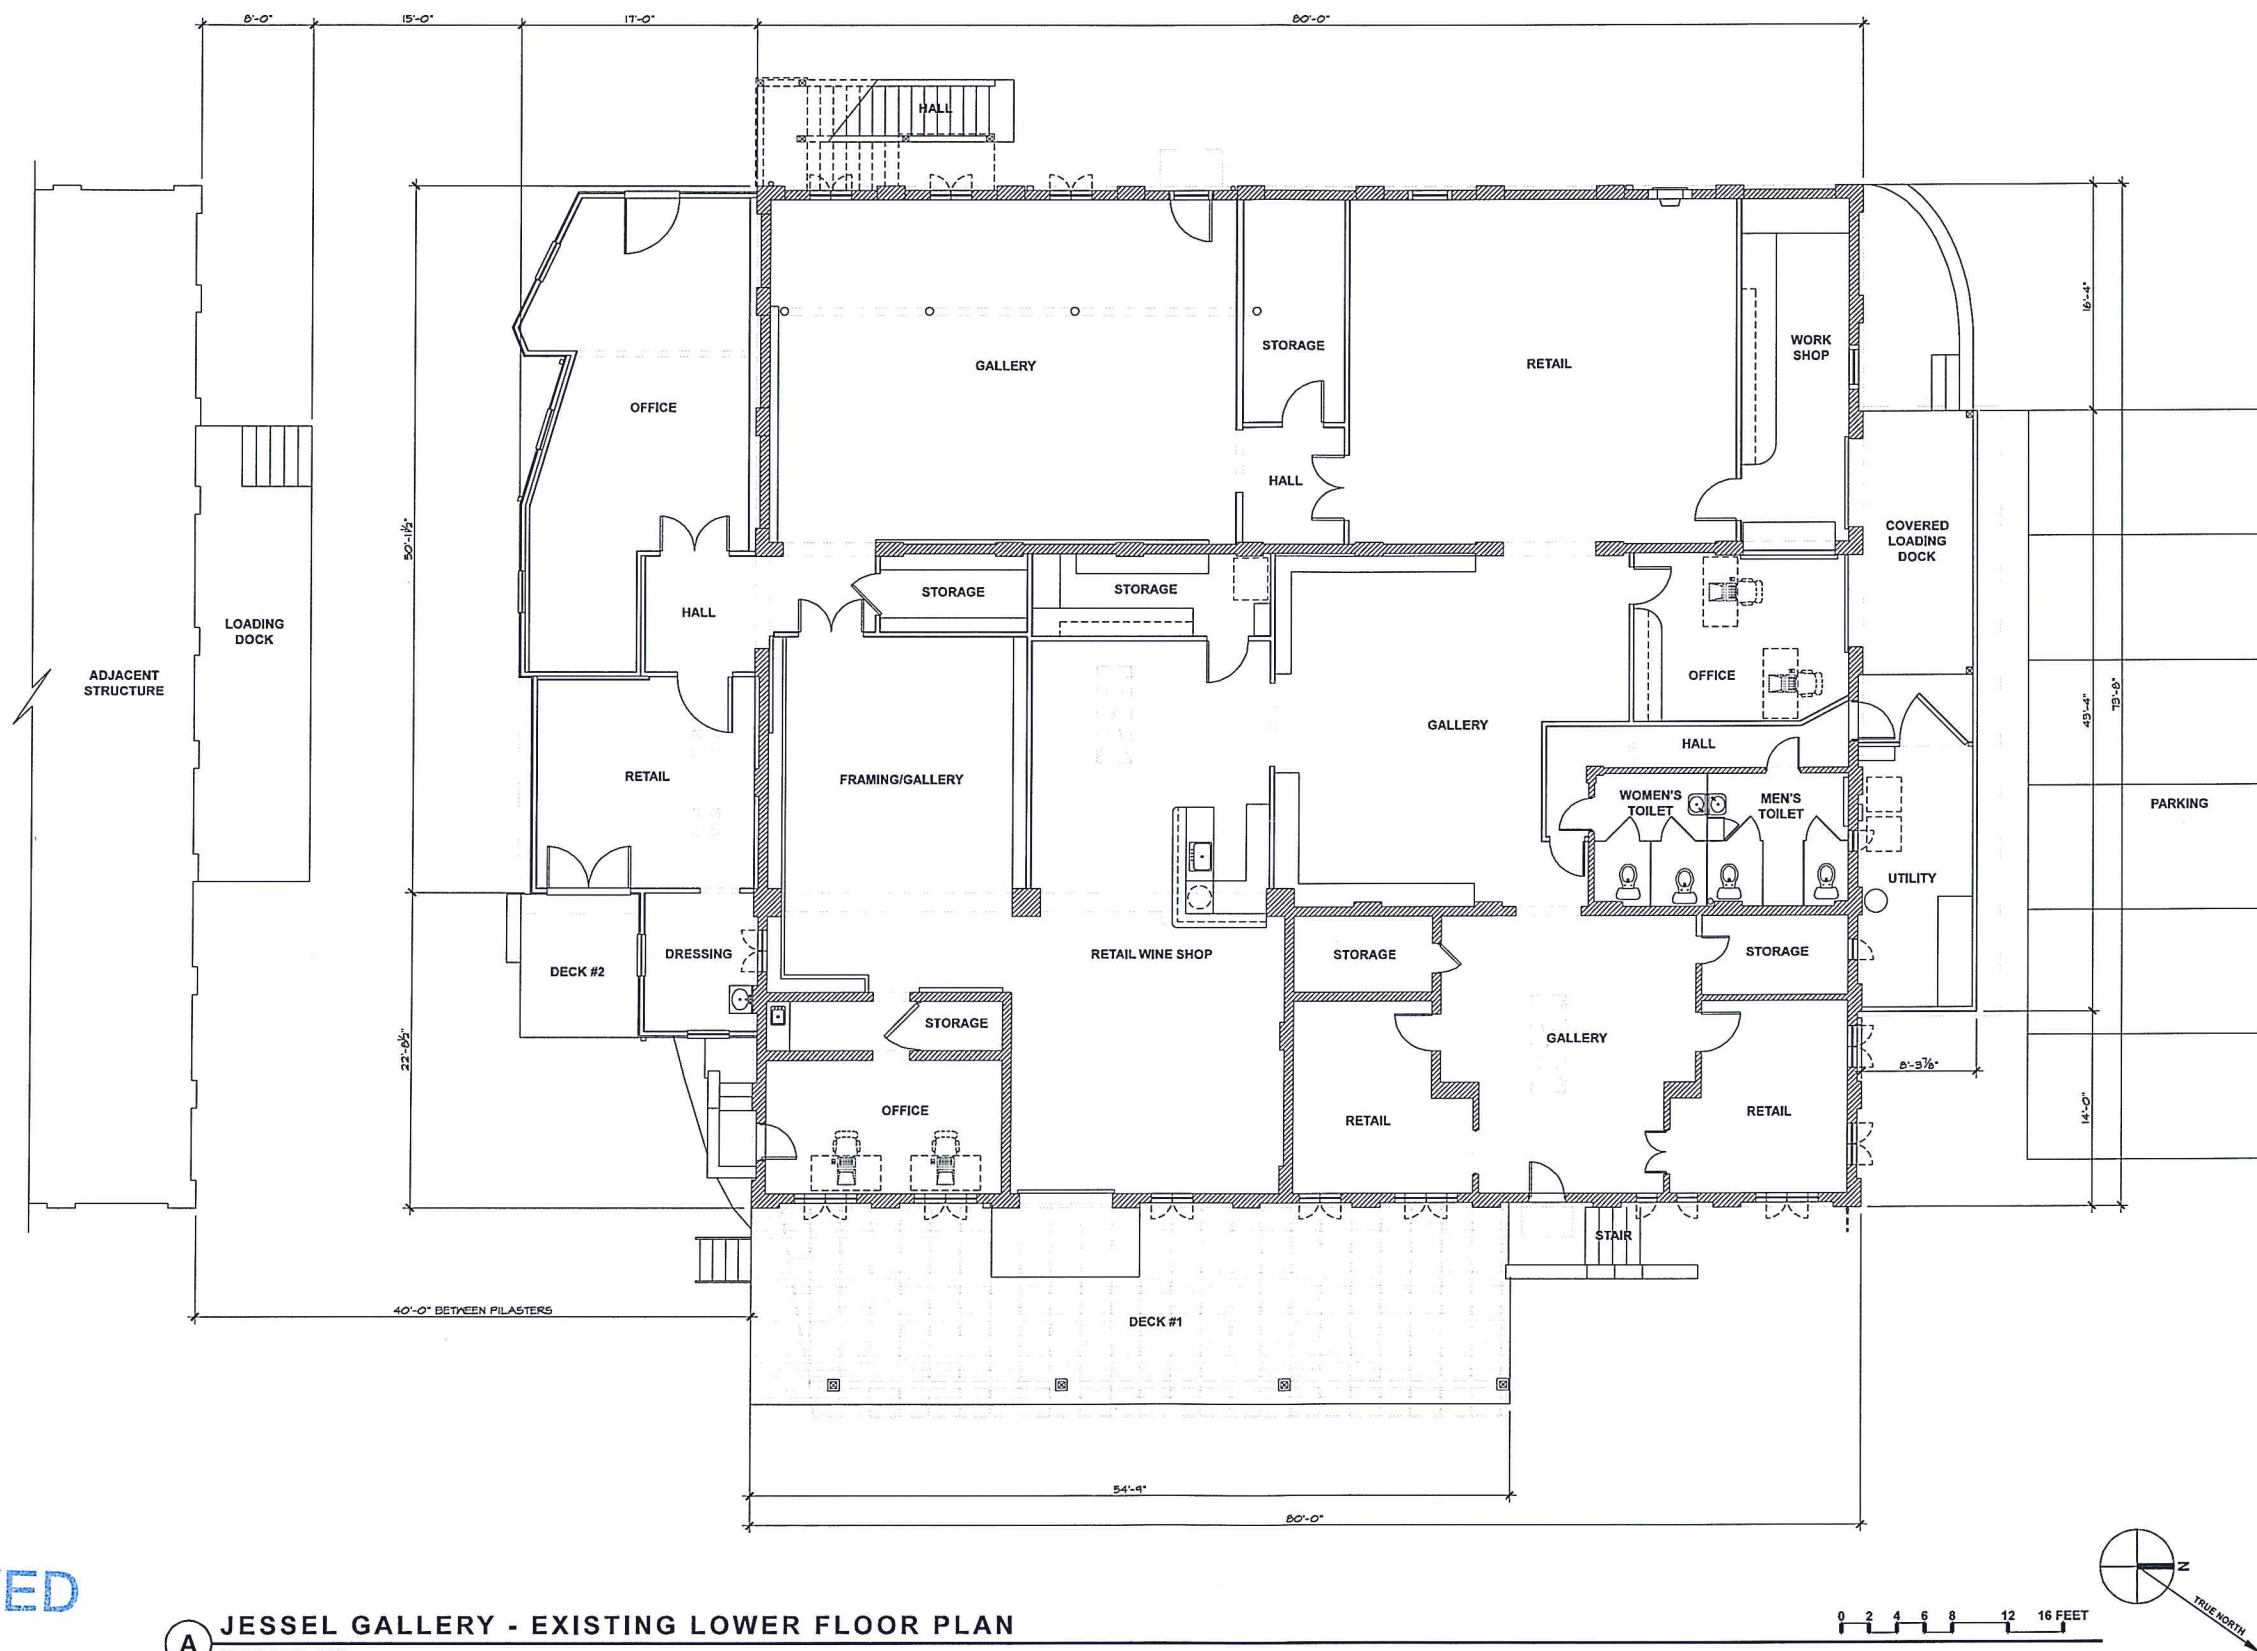 8'-0"
15'-0"
17'-0"
80'-0"
HALL
16'-4"
STORAGE
GALLERY
RETAIL
WORK
SHOP
OFFICE
HALL
COVERED
LOADING
DOCK
50'-11½"
STORAGE
STORAGE
HALL
LOADING
DOCK
ADJACENT
STRUCTURE
OFFICE
49'-4"
73'-8"
GALLERY
HALL
RETAIL
FRAMING/GALLERY
WOMEN'S
TOILET
MEN'S
TOILET
PARKING
UTILITY
DECK #2
DRESSING
RETAIL WINE SHOP
STORAGE
STORAGE
STORAGE
GALLERY
22'-8½"
8'-3⅞"
OFFICE
RETAIL
RETAIL
14'-0"
STAIR
40'-0" BETWEEN PILASTERS
DECK #1
54'-9"
80'-0"
N
TRUE NORTH
ED
A
JESSEL GALLERY - EXISTING LOWER FLOOR PLAN
0 2 4 6 8 12 16 FEET